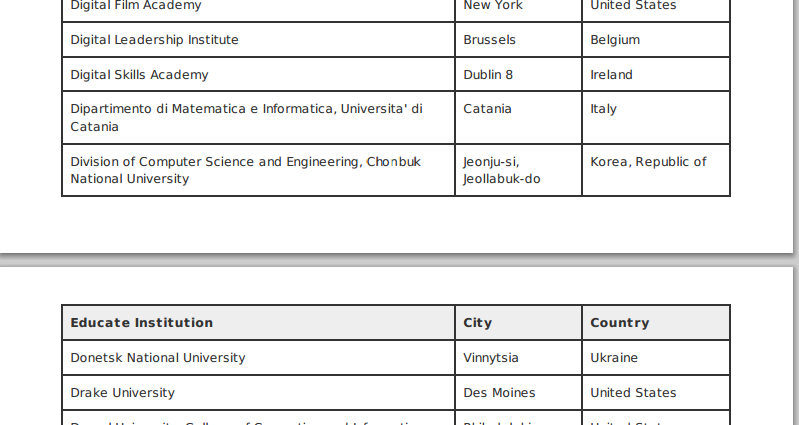 Digital Film Academy New York United States
Digital Leadership Institute Brussels Belgium
Digital Skills Academy Dublin 8 Ireland
Dipartimento di Matematica e Informatica, Universita' di Catania Italy
Catania
Division of Computer Science and Engineering, Chonbuk Jeonju-si, Korea, Republic of
National University Jeollabuk-do
Educate Institution City Country
Donetsk National University Vinnytsia Ukraine
Drake University Des Moines United States